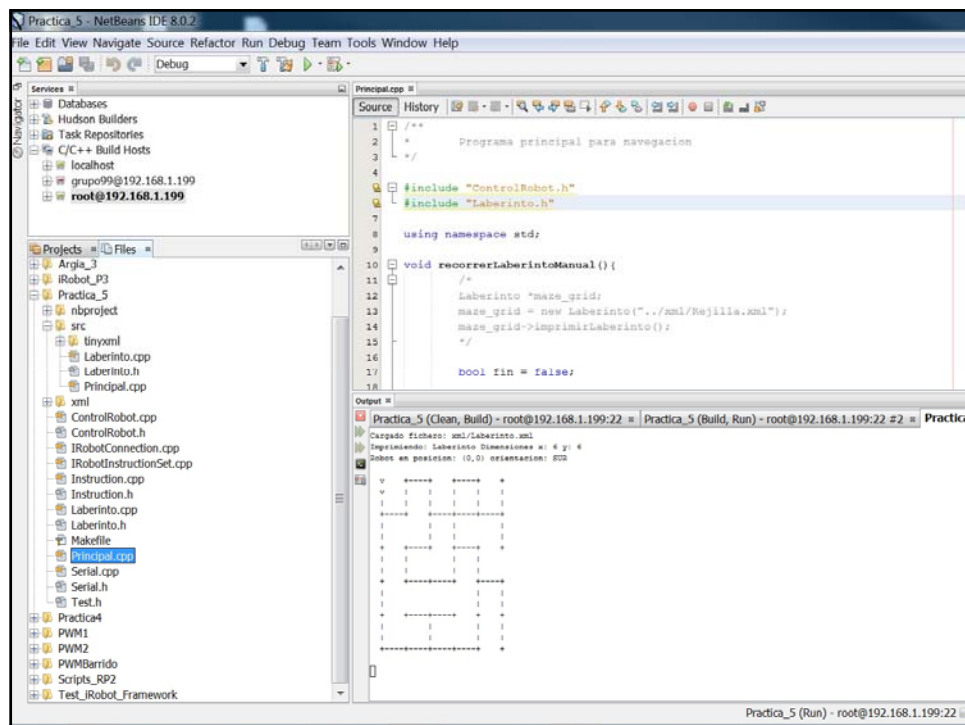 Practica_5 - NetBeans IDE 8.0.2
File Edit View Navigate Source Refactor Run Debug Team Tools Window Help
Debug
Navigator
Services
Databases
Hudson Builders
Task Repositories
C/C++ Build Hosts
localhost
grupo99@192.168.1.199
root@192.168.1.199
Projects Files
Argia_3
iRobot_P3
Practica_5
nbproject
src
tinyxml
Laberinto.cpp
Laberinto.h
Principal.cpp
xml
ControlRobot.cpp
ControlRobot.h
IRobotConnection.cpp
IRobotInstructionSet.cpp
Instruction.cpp
Instruction.h
Laberinto.cpp
Laberinto.h
Makefile
Principal.cpp
Serial.cpp
Serial.h
Test.h
Practica4
PWM1
PWM2
PWMBarrido
Scripts_RP2
Test_iRobot_Framework
Principal.cpp
Source History
1 /**
2 * Programa principal para navegacion
3 */
4
#include "ControlRobot.h"
#include "Laberinto.h"
7
8 using namespace std;
9
10 void recorrerLaberintoManual(){
11 /*
12 Laberinto *maze_grid;
13 maze_grid = new Laberinto("../xml/Rejilla.xml");
14 maze_grid->imprimirLaberinto();
15 */
16
17 bool fin = false;
18
Output
Practica_5 (Clean, Build) - root@192.168.1.199:22 Practica_5 (Build, Run) - root@192.168.1.199:22 #2 Practica
Cargado fichero: xml/Laberinto.xml
Imprimiendo: Laberinto Dimensiones x: 6 y: 6
Robot en posicion: (0,0) orientacion: SUR
Practica_5 (Run) - root@192.168.1.199:22